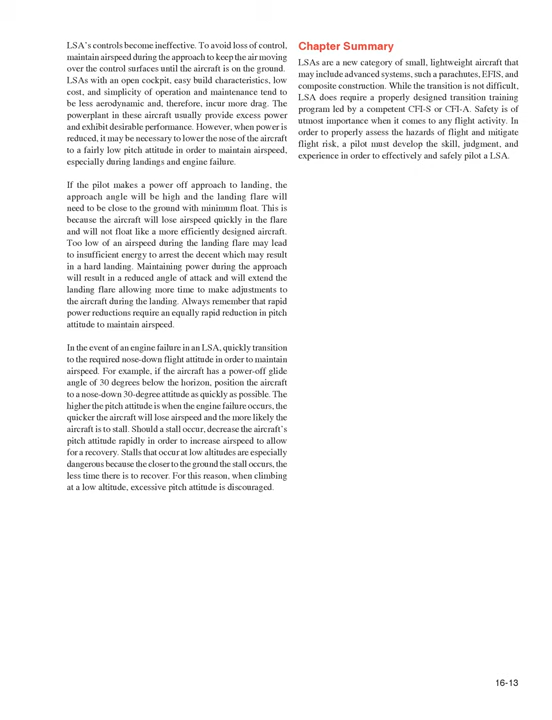 LSA's controls become ineffective. To avoid loss of control,
maintain airspeed during the approach to keep the air moving
over the control surfaces until the aircraft is on the ground.
LSAs with an open cockpit, easy build characteristics, low
cost, and simplicity of operation and maintenance tend to
be less aerodynamic and, therefore, incur more drag. The
powerplant in these aircraft usually provide excess power
and exhibit desirable performance. However, when power is
reduced, it may be necessary to lower the nose of the aircraft
to a fairly low pitch attitude in order to maintain airspeed,
especially during landings and engine failure.
If the pilot makes a power off approach to landing, the
approach angle will be high and the landing flare will
need to be close to the ground with minimum float. This is
because the aircraft will lose airspeed quickly in the flare
and will not float like a more efficiently designed aircraft.
Too low of an airspeed during the landing flare may lead
to insufficient energy to arrest the decent which may result
in a hard landing. Maintaining power during the approach
will result in a reduced angle of attack and will extend the
landing flare allowing more time to make adjustments to
the aircraft during the landing. Always remember that rapid
power reductions require an equally rapid reduction in pitch
attitude to maintain airspeed.
In the event of an engine failure in an LSA, quickly transition
to the required nose-down flight attitude in order to maintain
airspeed. For example, if the aircraft has a power-off glide
angle of 30 degrees below the horizon, position the aircraft
to a nose-down 30-degree attitude as quickly as possible. The
higher the pitch attitude is when the engine failure occurs, the
quicker the aircraft will lose airspeed and the more likely the
aircraft is to stall. Should a stall occur, decrease the aircraft's
pitch attitude rapidly in order to increase airspeed to allow
for a recovery. Stalls that occur at low altitudes are especially
dangerous because the closer to the ground the stall occurs, the
less time there is to recover. For this reason, when climbing
at a low altitude, excessive pitch attitude is discouraged.
Chapter Summary
LSAs are a new category of small, lightweight aircraft that
may include advanced systems, such a parachutes, EFIS, and
composite construction. While the transition is not difficult,
LSA does require a properly designed transition training
program led by a competent CFI-S or CFI-A. Safety is of
utmost importance when it comes to any flight activity. In
order to properly assess the hazards of flight and mitigate
flight risk, a pilot must develop the skill, judgment, and
experience in order to effectively and safely pilot a LSA.
16-13